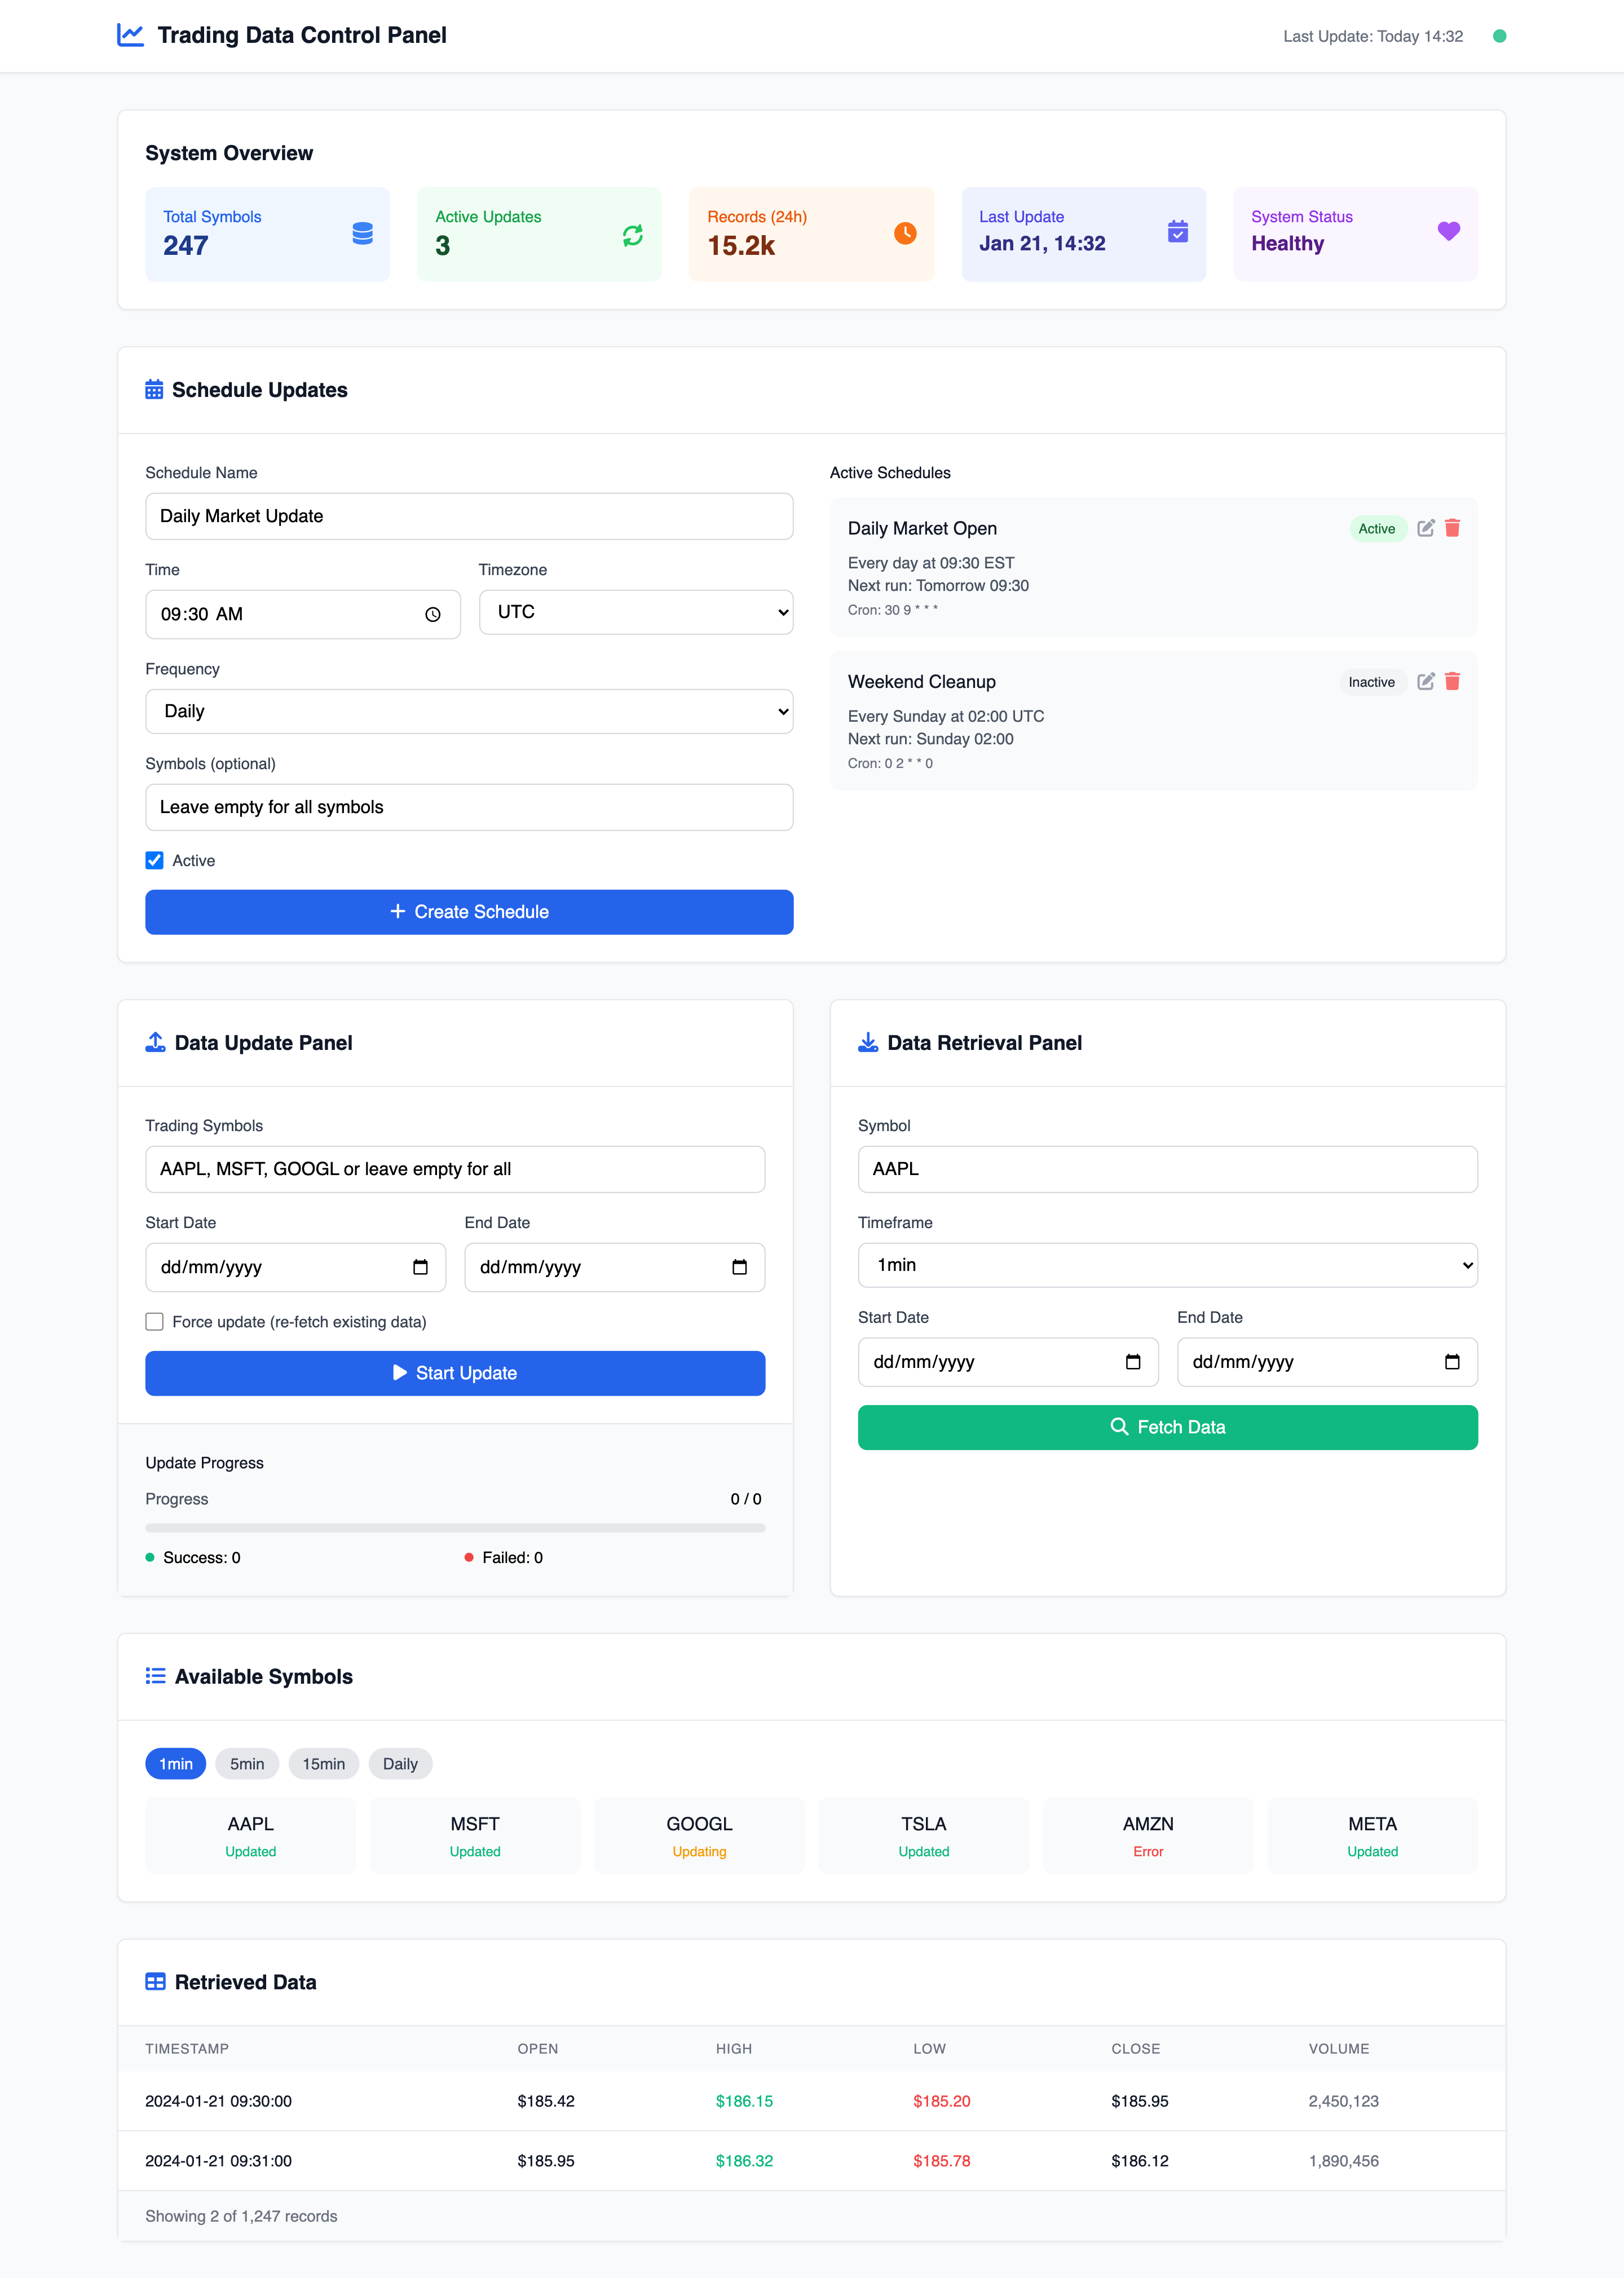 Trading Data Control Panel
Last Update: Today 14:32
System Overview
Total Symbols
247
Active Updates
3
Records (24h)
15.2k
Last Update
Jan 21, 14:32
System Status
Healthy
Schedule Updates
Schedule Name
Daily Market Update
Time
Timezone
09:30 AM
UTC
Frequency
Daily
Symbols (optional)
Leave empty for all symbols
Active
Create Schedule
Active Schedules
Daily Market Open
Active
Every day at 09:30 EST
Next run: Tomorrow 09:30
Cron: 30 9 * * *
Weekend Cleanup
Inactive
Every Sunday at 02:00 UTC
Next run: Sunday 02:00
Cron: 0 2 * * 0
Data Update Panel
Trading Symbols
AAPL, MSFT, GOOGL or leave empty for all
Start Date
End Date
dd/mm/yyyy
dd/mm/yyyy
Force update (re-fetch existing data)
Start Update
Update Progress
Progress
0 / 0
Success: 0
Failed: 0
Data Retrieval Panel
Symbol
AAPL
Timeframe
1min
Start Date
End Date
dd/mm/yyyy
dd/mm/yyyy
Fetch Data
Available Symbols
1min
5min
15min
Daily
AAPL
Updated
MSFT
Updated
GOOGL
Updating
TSLA
Updated
AMZN
Error
META
Updated
Retrieved Data
TIMESTAMP OPEN HIGH LOW CLOSE VOLUME
2024-01-21 09:30:00 $185.42 $186.15 $185.20 $185.95 2,450,123
2024-01-21 09:31:00 $185.95 $186.32 $185.78 $186.12 1,890,456
Showing 2 of 1,247 records